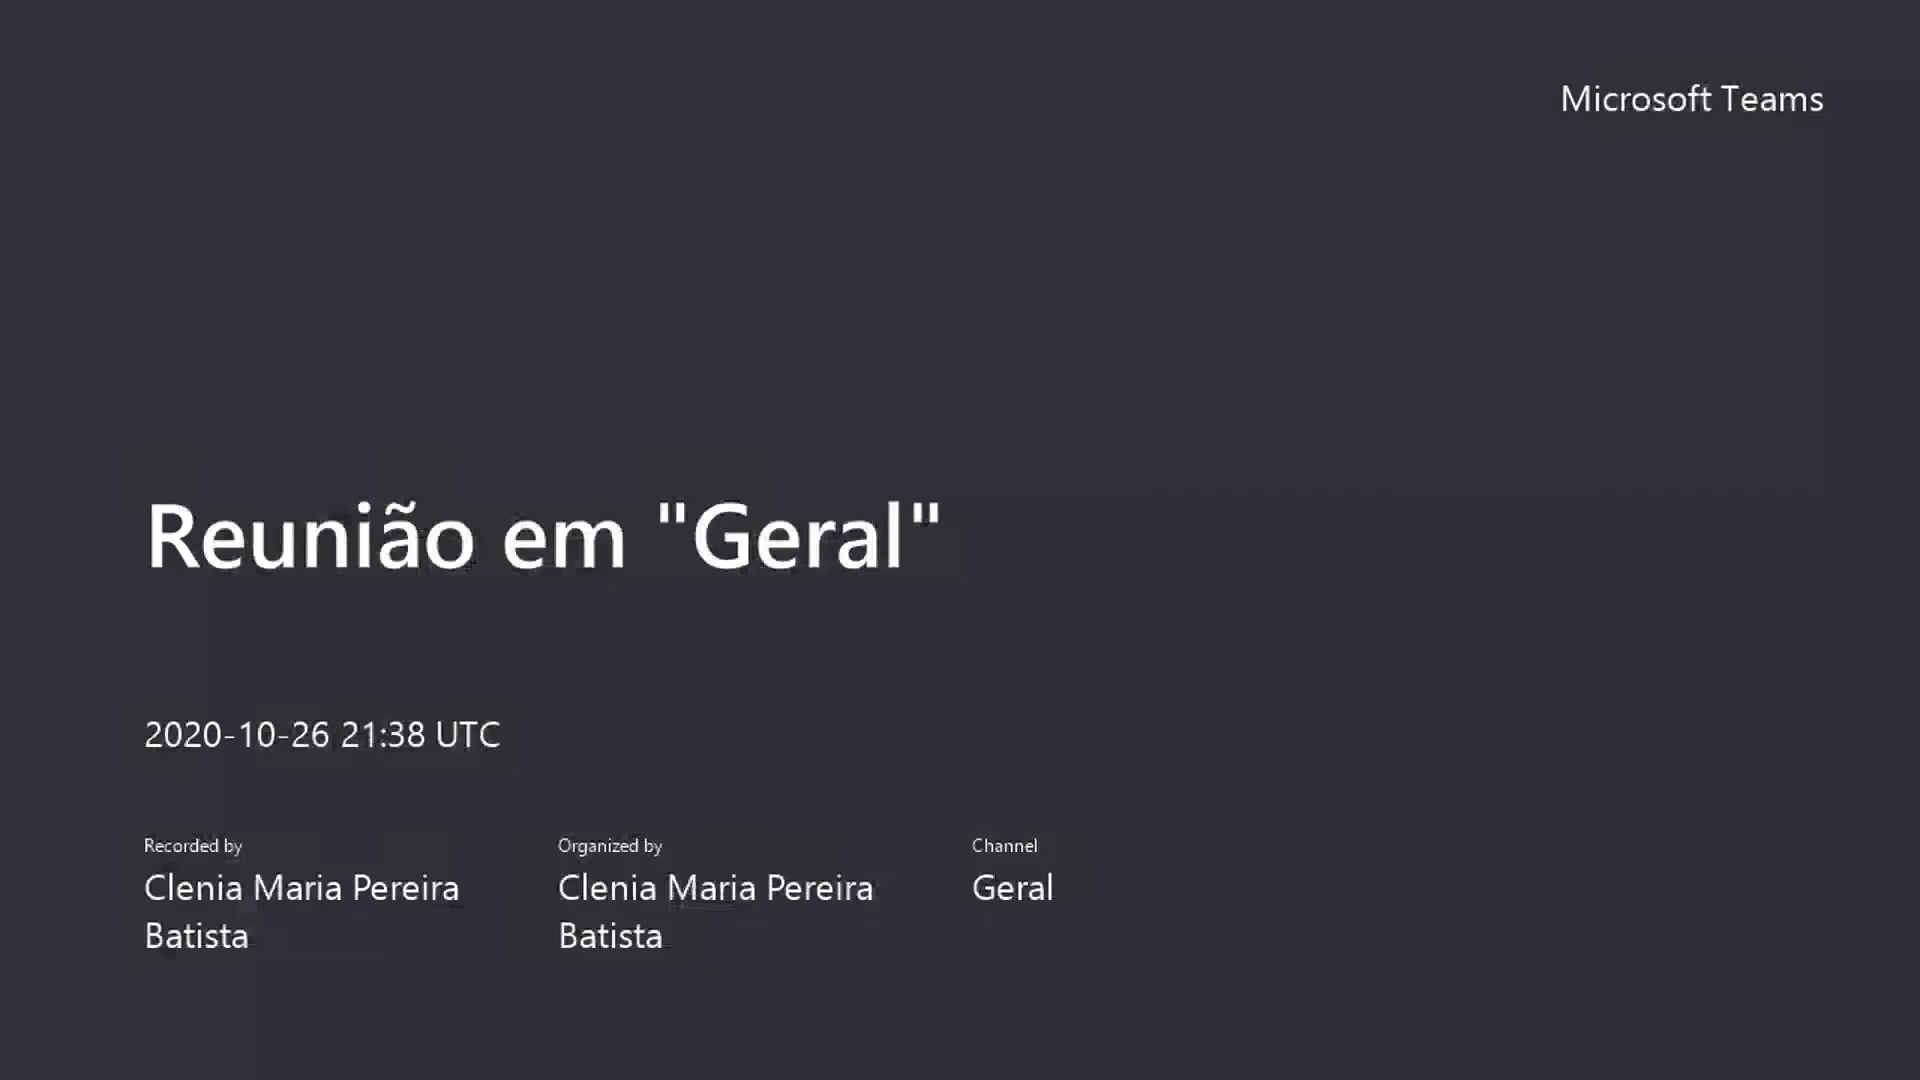 Microsoft Teams
Reunião em "Geral"
2020-10-26 21:38 UTC
Recorded by
Clenia Maria Pereira
Batista
Organized by
Clenia Maria Pereira
Batista
Channel
Geral